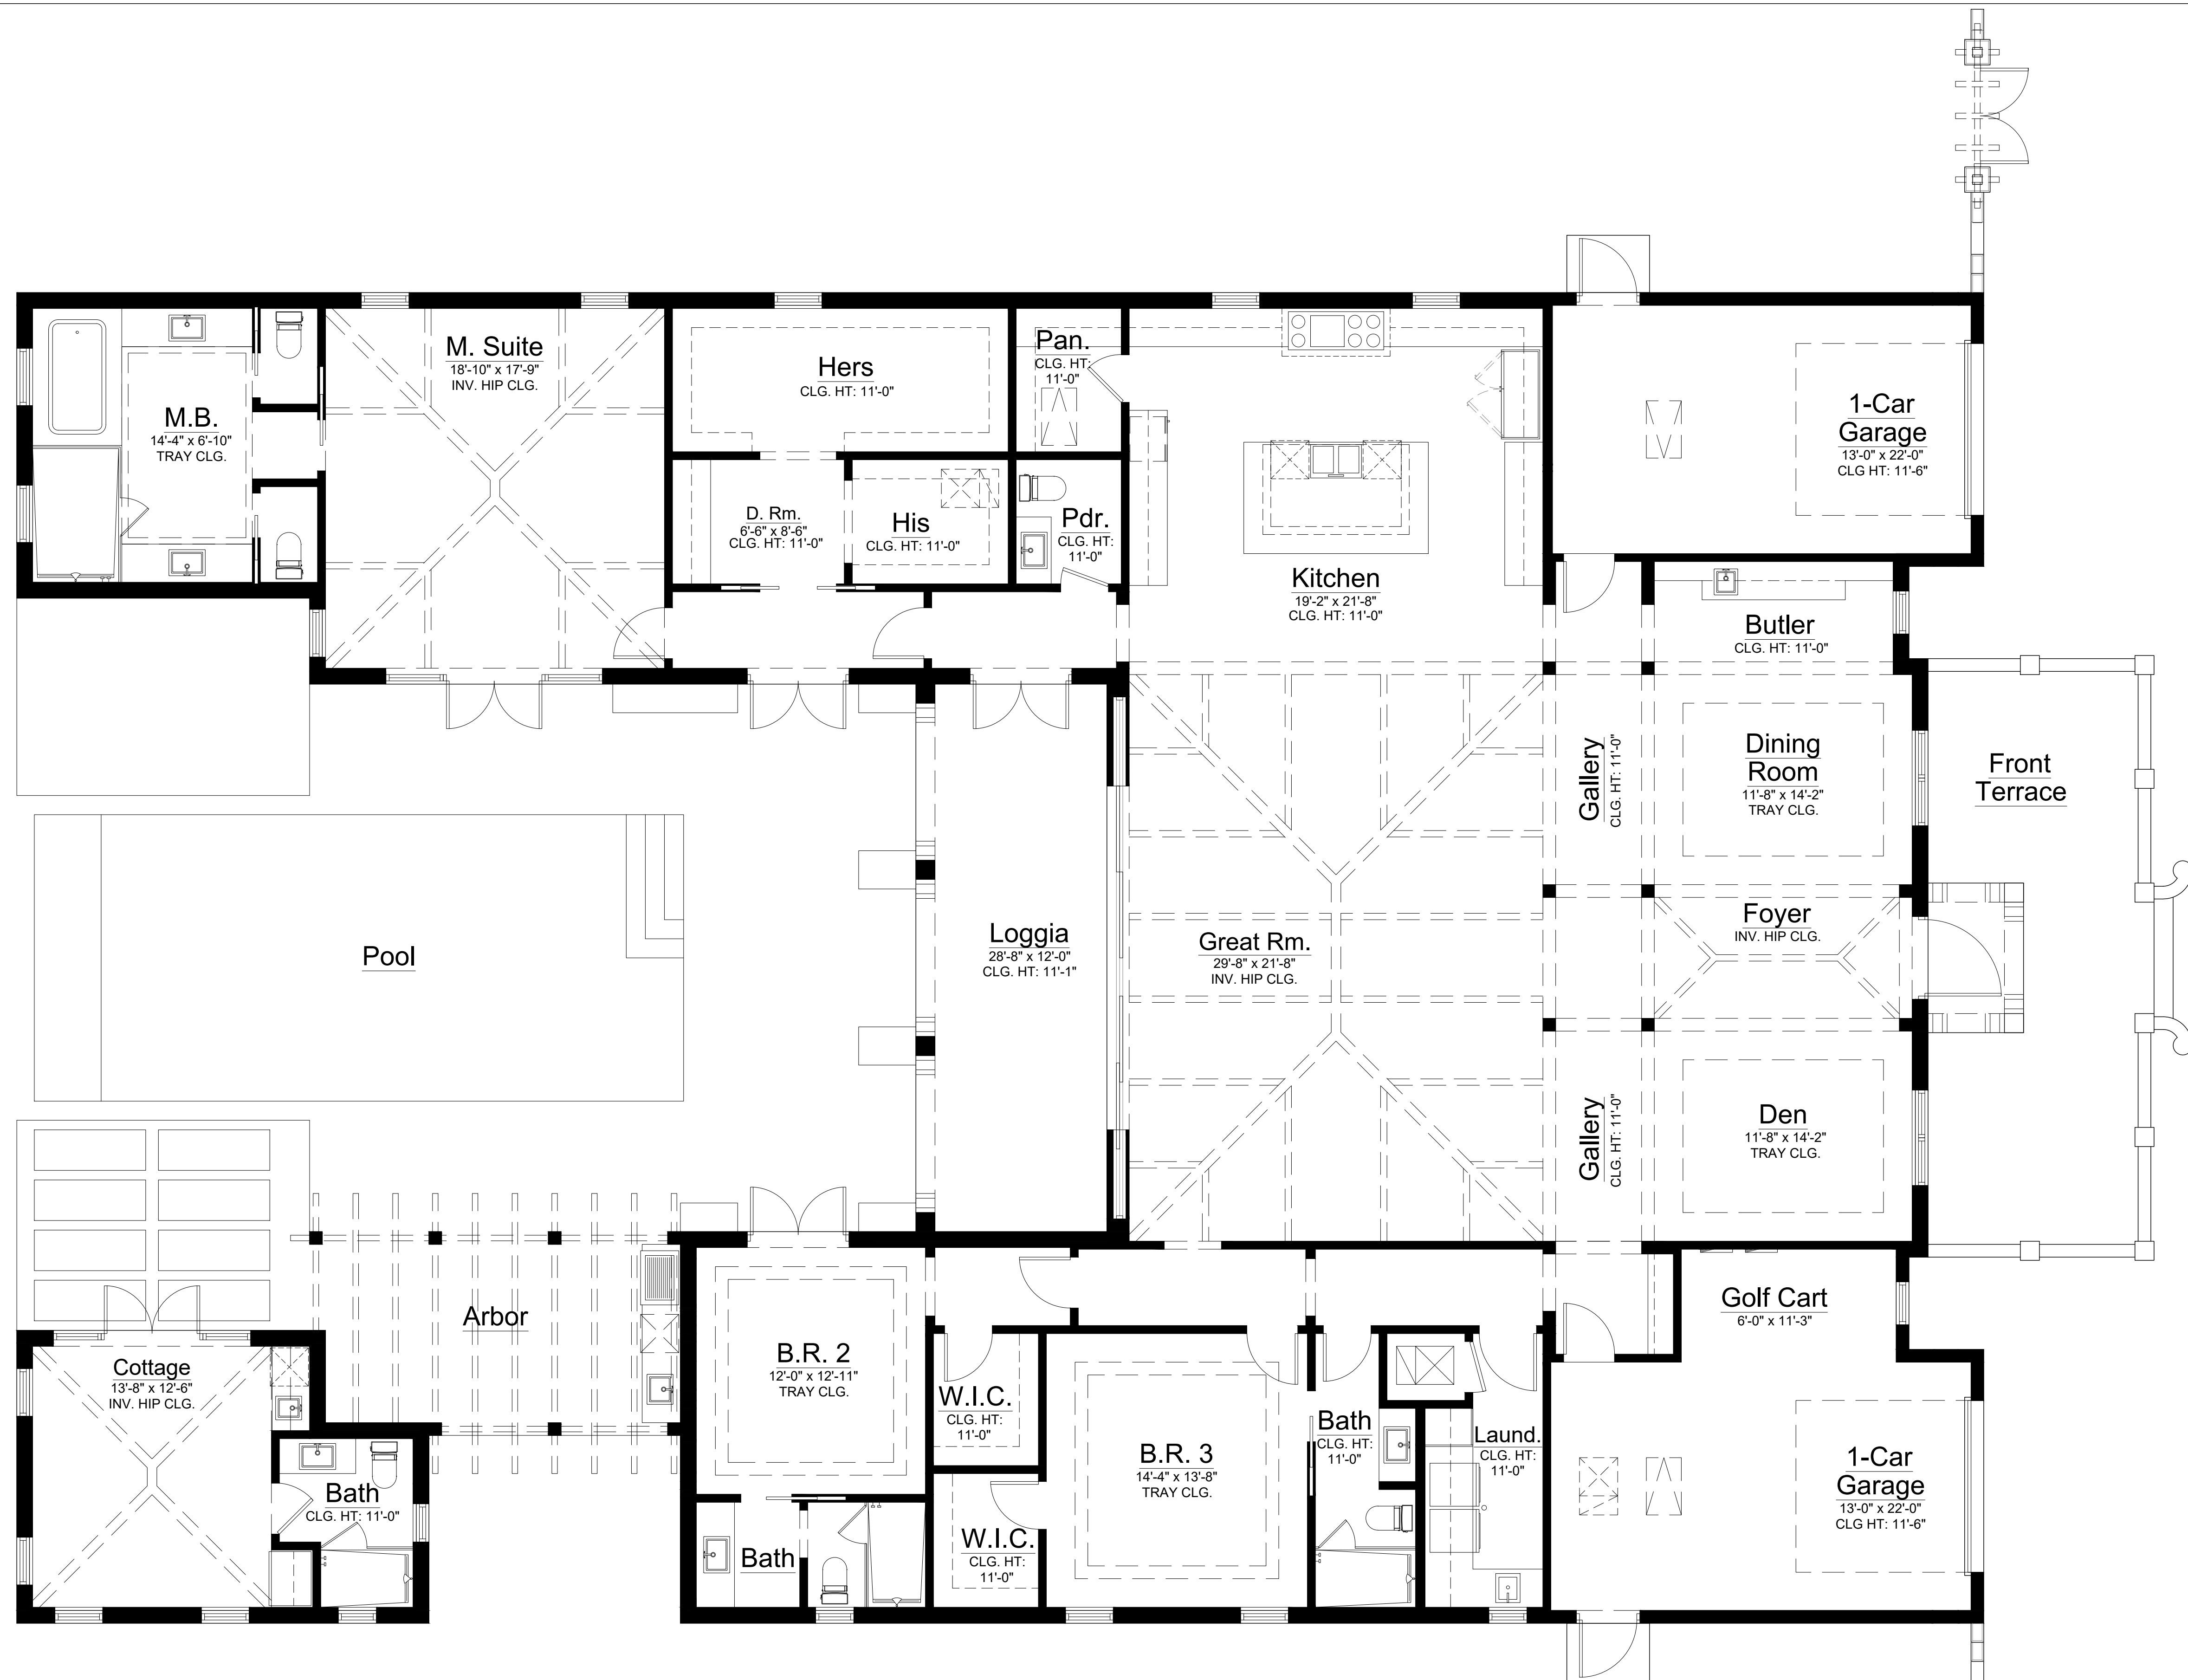 M. Suite
18'-10" x 17'-9"
INV. HIP CLG.
M.B.
14'-4" x 6'-10"
TRAY CLG.
Hers
CLG. HT: 11'-0"
Pan.
CLG. HT:
11'-0"
D. Rm.
6'-6" x 8'-6"
CLG. HT: 11'-0"
His
CLG. HT: 11'-0"
Pdr.
CLG. HT:
11'-0"
Kitchen
19'-2" x 21'-8"
CLG. HT: 11'-0"
1-Car
Garage
13'-0" x 22'-0"
CLG HT: 11'-6"
Butler
CLG. HT: 11'-0"
Gallery
CLG. HT: 11'-0"
Dining
Room
11'-8" x 14'-2"
TRAY CLG.
Front
Terrace
Foyer
INV. HIP CLG.
Pool
Loggia
28'-8" x 12'-0"
CLG. HT: 11'-1"
Great Rm.
29'-8" x 21'-8"
INV. HIP CLG.
Gallery
CLG. HT: 11'-0"
Den
11'-8" x 14'-2"
TRAY CLG.
Golf Cart
6'-0" x 11'-3"
Arbor
Cottage
13'-8" x 12'-6"
INV. HIP CLG.
B.R. 2
12'-0" x 12'-11"
TRAY CLG.
W.I.C.
CLG. HT:
11'-0"
B.R. 3
14'-4" x 13'-8"
TRAY CLG.
Bath
CLG. HT:
11'-0"
Laund.
CLG. HT:
11'-0"
1-Car
Garage
13'-0" x 22'-0"
CLG HT: 11'-6"
Bath
CLG. HT: 11'-0"
Bath
W.I.C.
CLG. HT:
11'-0"